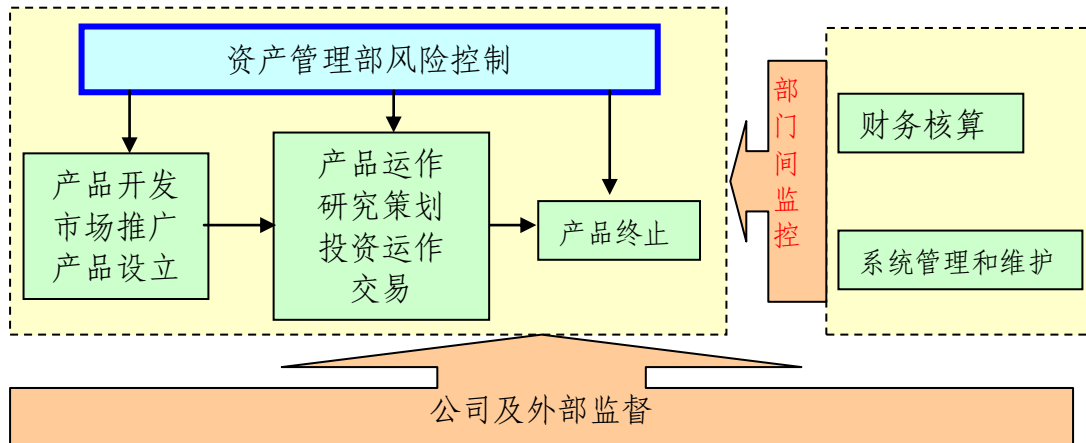 资产管理部风险控制
产品开发
市场推广
产品设立
产品运作
研究策划
投资运作
交易
产品终止
部
门
间
监
控
财务核算
系统管理和维护
公司及外部监督